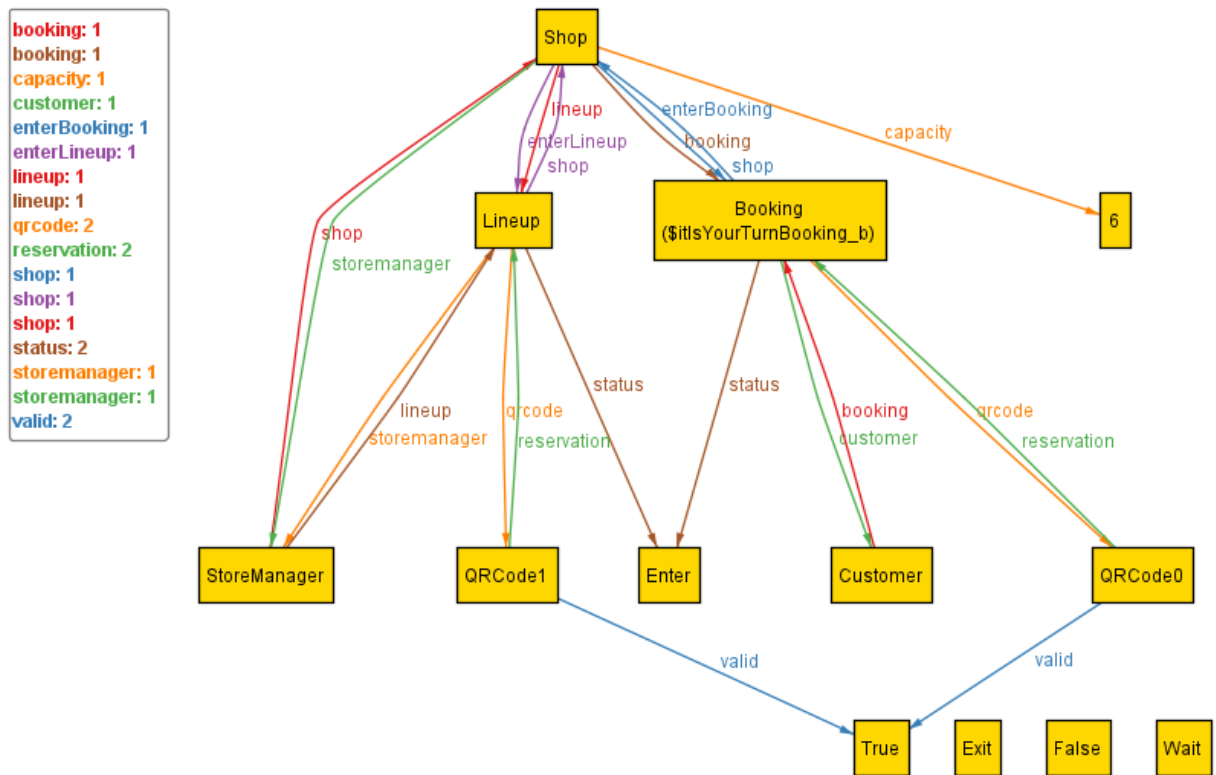 booking: 1
booking: 1
capacity: 1
customer: 1
enterBooking: 1
enterLineup: 1
lineup: 1
lineup: 1
qrcode: 2
reservation: 2
shop: 1
shop: 1
shop: 1
status: 2
storemanager: 1
storemanager: 1
valid: 2
Shop
lineup
enterBooking
capacity
enterLineup
booking
shop
shop
Lineup
Booking
($itIsYourTurnBooking_b)
6
shop
storemanager
status
status
lineup
qrcode
booking
qrcode
storemanager
reservation
customer
reservation
StoreManager
QRCode1
Enter
Customer
QRCode0
valid
valid
True
Exit
False
Wait